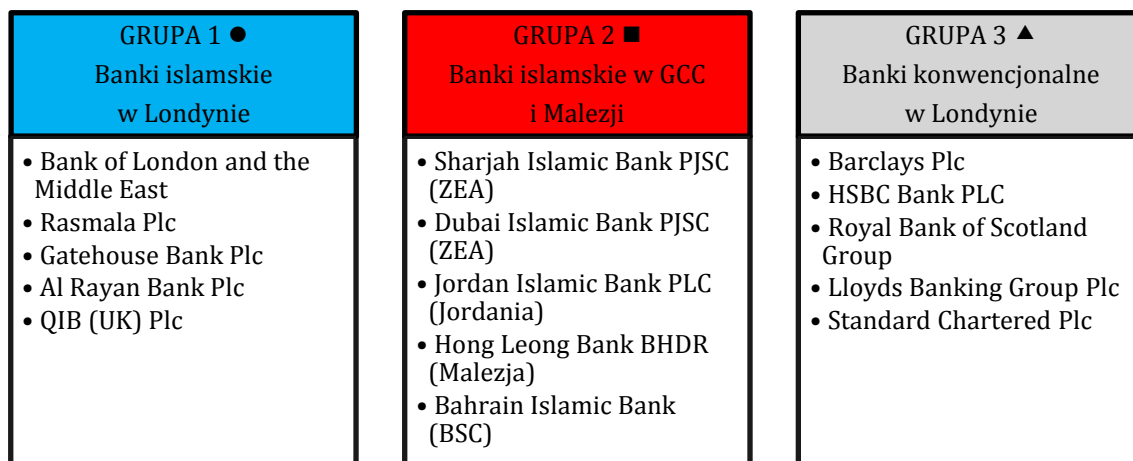 GRUPA 1 ●
Banki islamskie
w Londynie
• Bank of London and the
Middle East
• Rasmala Plc
• Gatehouse Bank Plc
• Al Rayan Bank Plc
• QIB (UK) Plc
GRUPA 2 ■
Banki islamskie w GCC
i Malezji
• Sharjah Islamic Bank PJSC
(ZEA)
• Dubai Islamic Bank PJSC
(ZEA)
• Jordan Islamic Bank PLC
(Jordania)
• Hong Leong Bank BHDR
(Malezja)
• Bahrain Islamic Bank
(BSC)
GRUPA 3 ▲
Banki konwencjonalne
w Londynie
• Barclays Plc
• HSBC Bank PLC
• Royal Bank of Scotland
Group
• Lloyds Banking Group Plc
• Standard Chartered Plc